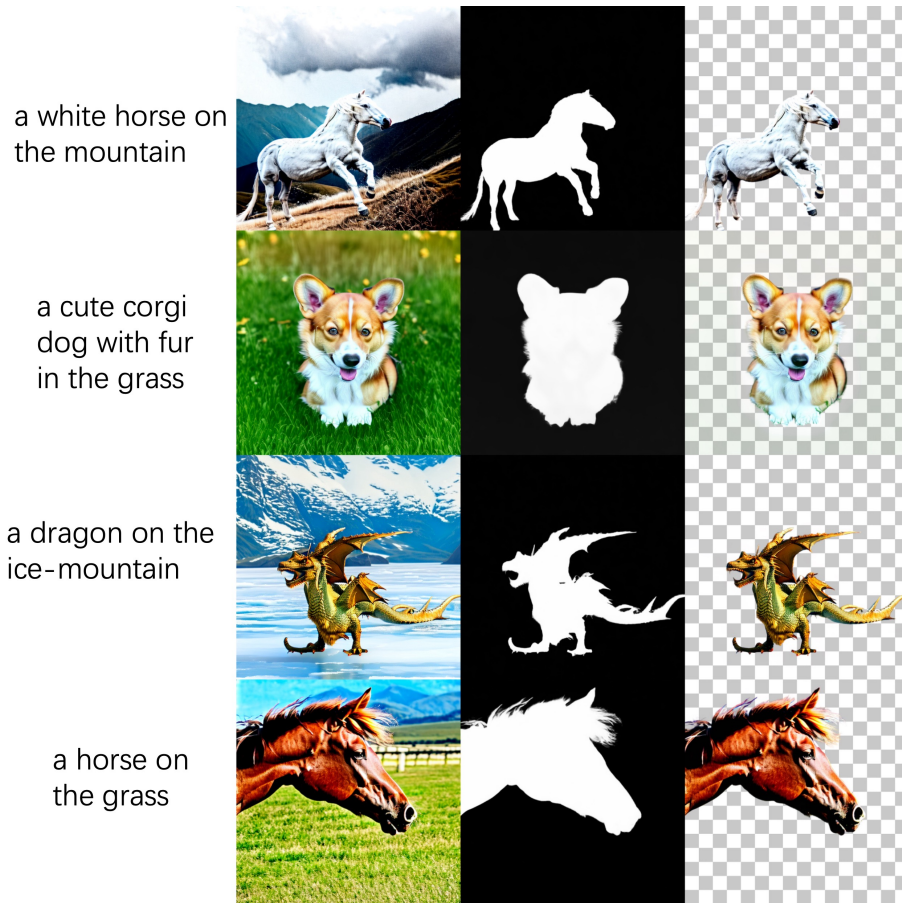 a white horse on
the mountain
a cute corgi
dog with fur
in the grass
a dragon on the
ice-mountain
a horse on
the grass